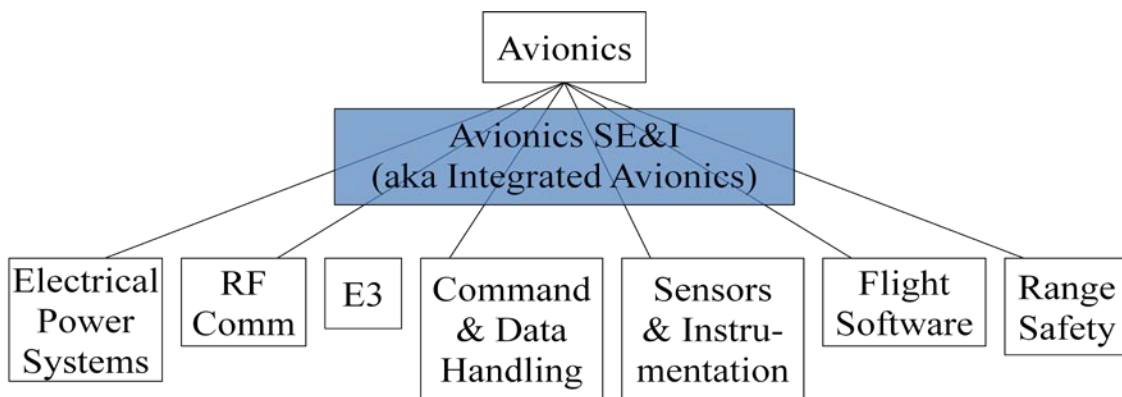 Avionics
Avionics SE&I
(aka Integrated Avionics)
Electrical
Power
Systems
RF
Comm
E3
Command
& Data
Handling
Sensors
& Instru-
mentation
Flight
Software
Range
Safety